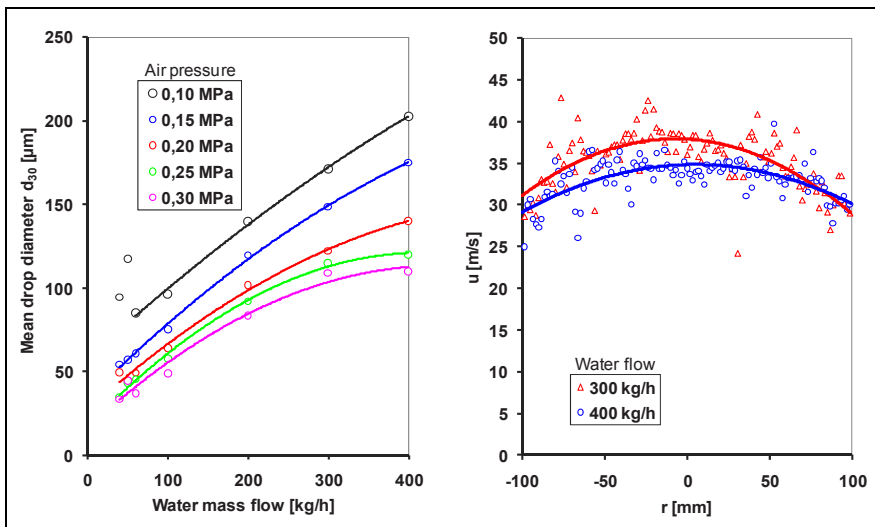 250
200
150
100
50
0
Mean drop diameter d30 [µm]
Air pressure
0,10 MPa
0,15 MPa
0,20 MPa
0,25 MPa
0,30 MPa
0 100 200 300 400
Water mass flow [kg/h]
50
45
40
35
30
25
20
15
10
5
0
u [m/s]
Water flow
300 kg/h
400 kg/h
-100 -50 0 50 100
r [mm]